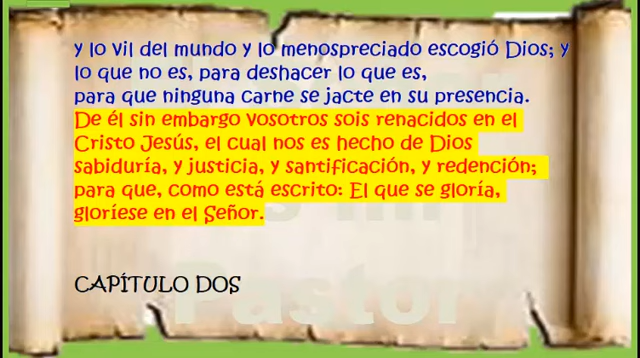 y lo vil del mundo y lo menospreciado escogió Dios; y
lo que no es, para deshacer lo que es,
para que ninguna carne se jacte en su presencia.
De él sin embargo vosotros sois renacidos en el
Cristo Jesús, el cual nos es hecho de Dios
sabiduría, y justicia, y santificación, y redención;
para que, como está escrito: El que se gloría,
gloríese en el Señor.
CAPÍTULO DOS
Pastor